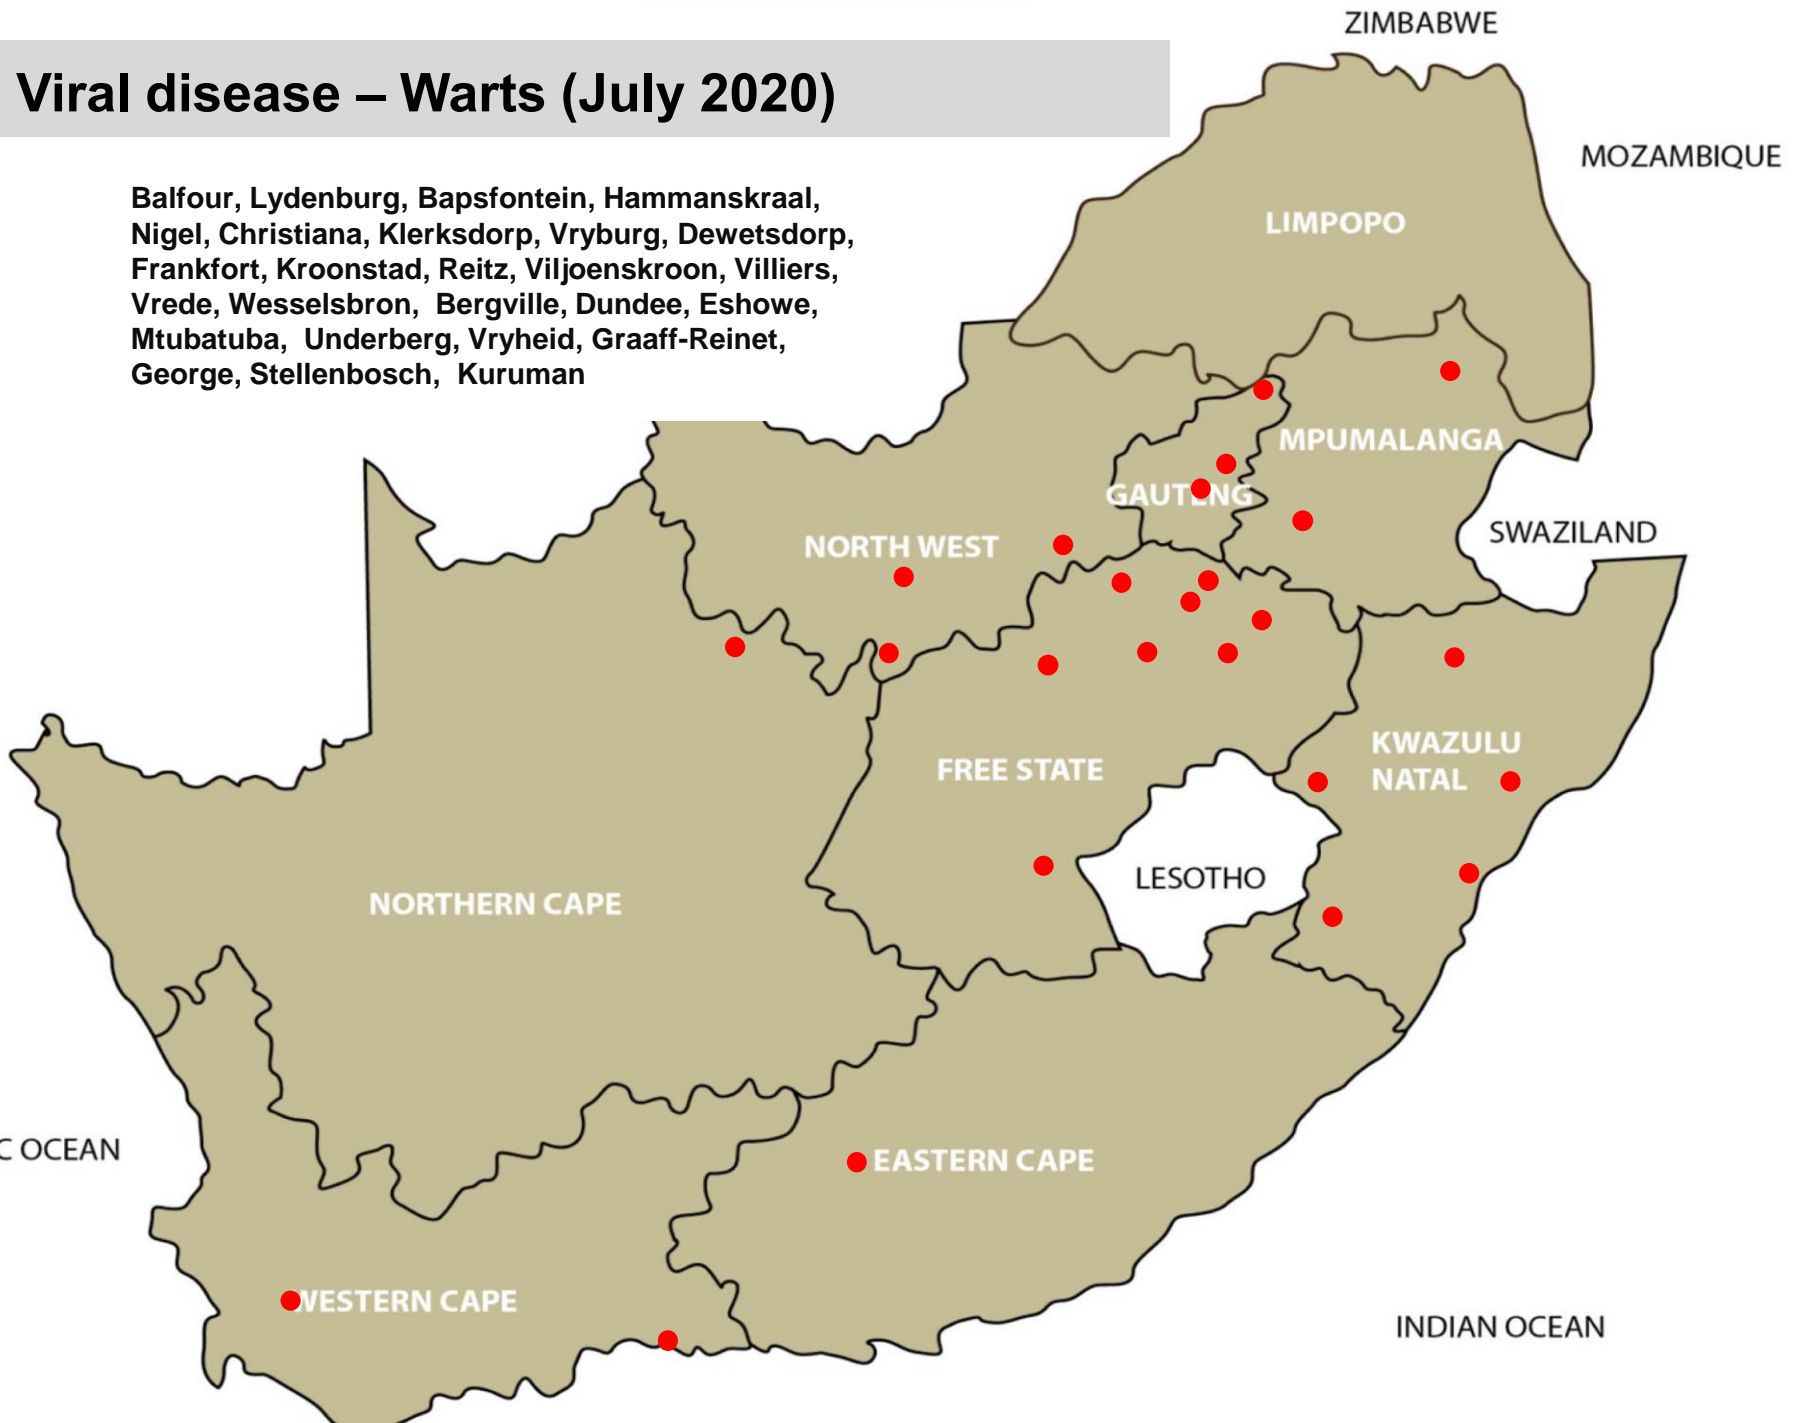 ZIMBABWE
Viral disease – Warts (July 2020)
MOZAMBIQUE
Balfour, Lydenburg, Bapsfontein, Hammanskraal,
Nigel, Christiana, Klerksdorp, Vryburg, Dewetsdorp,
Frankfort, Kroonstad, Reitz, Viljoenskroon, Villiers,
Vrede, Wesselsbron, Bergville, Dundee, Eshowe,
Mtubatuba, Underberg, Vryheid, Graaff-Reinet,
George, Stellenbosch, Kuruman
LIMPOPO
MPUMALANGA
GAUTENG
SWAZILAND
NORTH WEST
KWAZULU
NATAL
FREE STATE
LESOTHO
NORTHERN CAPE
C OCEAN
EASTERN CAPE
WESTERN CAPE
INDIAN OCEAN